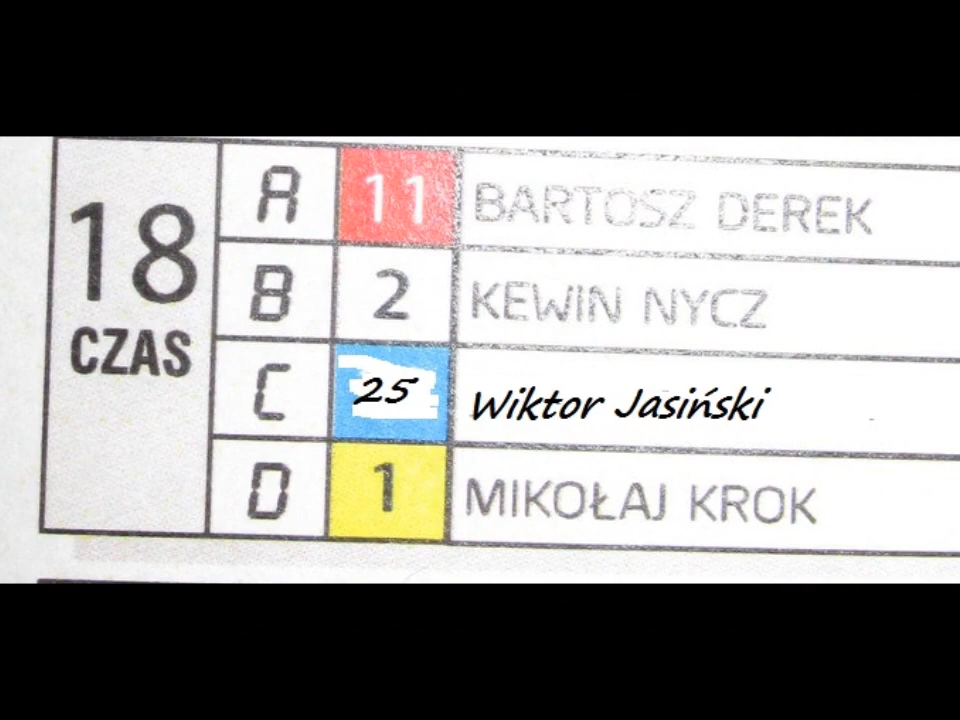 18
CZAS
A 11 BARTOSZ DEREK
B 2 KEWIN NYCZ
C 25 Wiktor Jasiński
D 1 MIKOŁAJ KROK